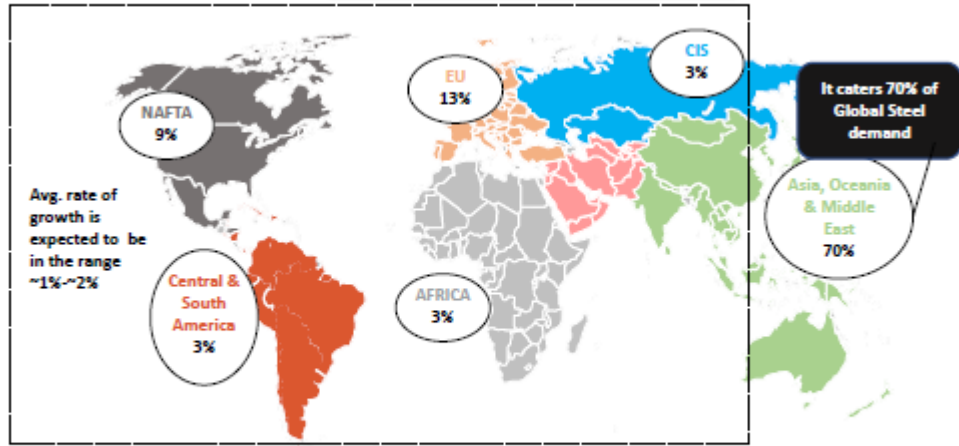 CIS
3%
EU
13%
It caters 70% of
Global Steel
demand
NAFTA
9%
Avg. rate of
growth is
expected to be
in the range
~1%-~2%
Asia, Oceania
& Middle
East
70%
Central &
South
America
3%
AFRICA
3%